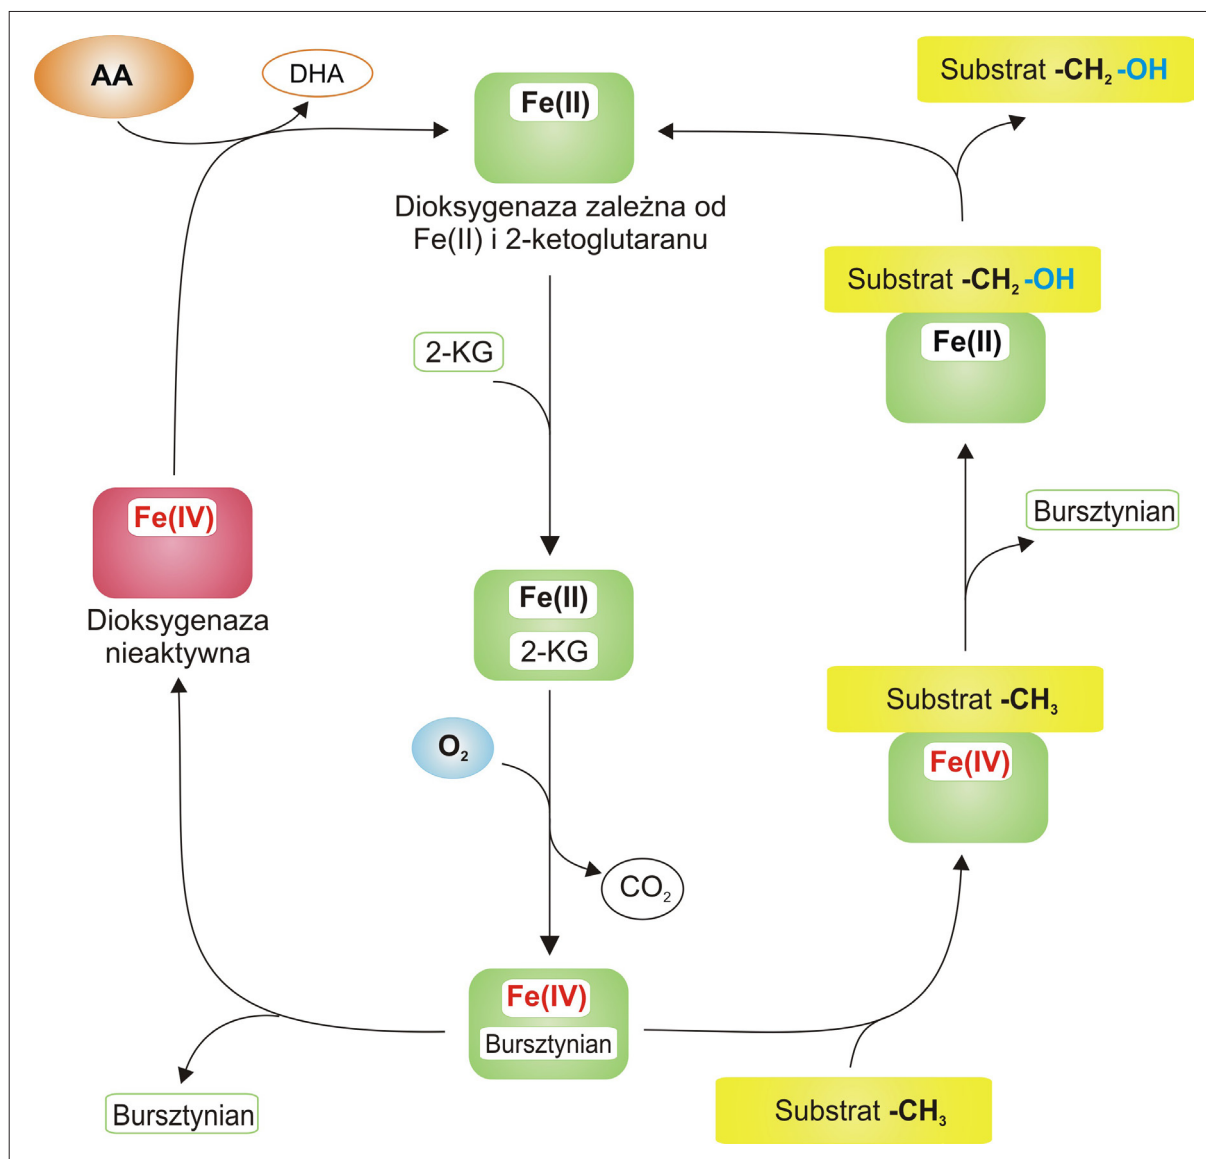 AA
DHA
Fe(II)
Substrat -CH₂-OH
Dioksygenaza zależna od
Fe(II) i 2-ketoglutaranu
Substrat -CH₂-OH
Fe(II)
2-KG
Fe(IV)
Dioksygenaza
nieaktywna
Bursztynian
Fe(II)
2-KG
Substrat -CH₃
Fe(IV)
O₂
CO₂
Fe(IV)
Bursztynian
Bursztynian
Substrat -CH₃